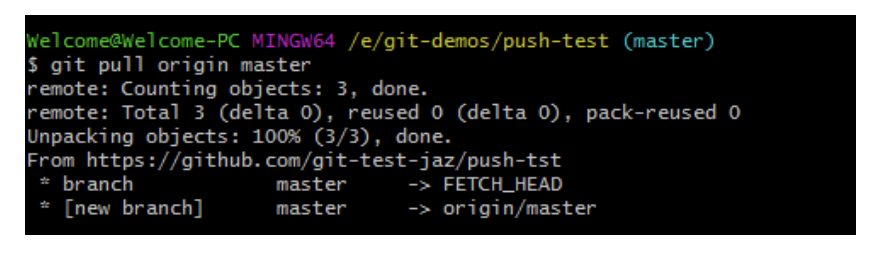 Welcome@Welcome-PC MINGW64 /e/git-demos/push-test (master)
$ git pull origin master
remote: Counting objects: 3, done.
remote: Total 3 (delta 0), reused 0 (delta 0), pack-reused 0
Unpacking objects: 100% (3/3), done.
From https://github.com/git-test-jaz/push-tst
 * branch            master     -> FETCH_HEAD
 * [new branch]      master     -> origin/master